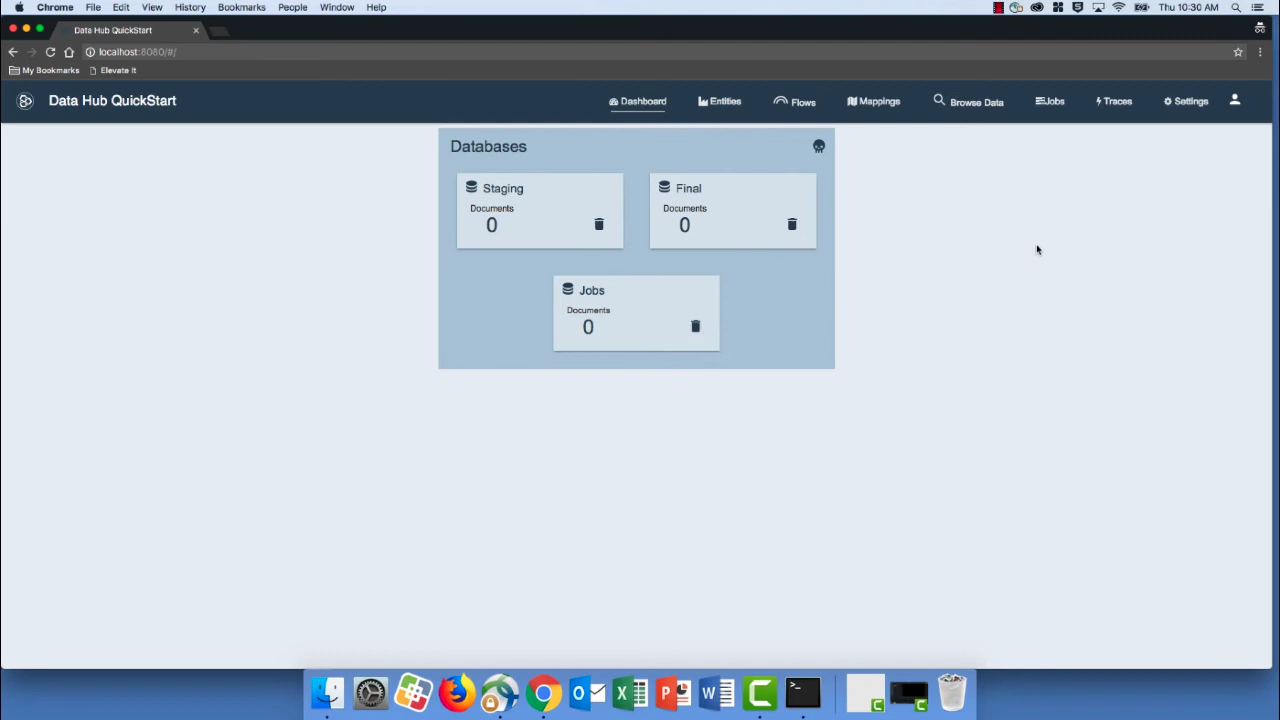 Chrome File Edit View History Bookmarks People Window Help Thu 10:30 AM
Data Hub QuickStart
localhost:8080/#/
My Bookmarks Elevate It
Data Hub QuickStart Dashboard Entities Flows Mappings Browse Data Jobs Traces Settings
Databases
Staging
Documents
0
Final
Documents
0
Jobs
Documents
0